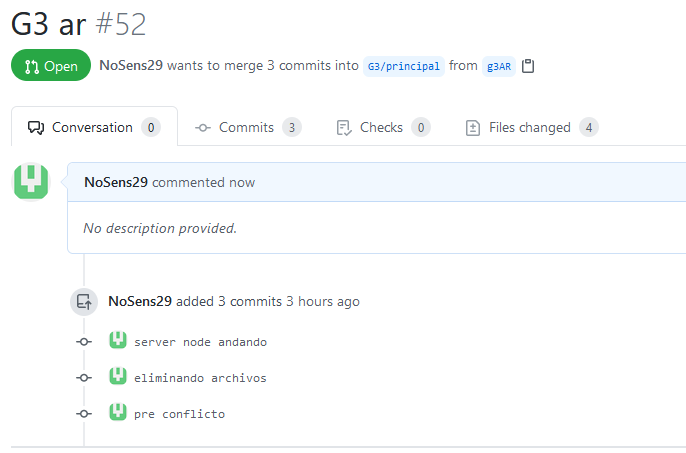 G3 ar #52
Open NoSens29 wants to merge 3 commits into G3/principal from g3AR
Conversation 0 Commits 3 Checks 0 Files changed 4
NoSens29 commented now
No description provided.
NoSens29 added 3 commits 3 hours ago
server node andando
eliminando archivos
pre conflicto